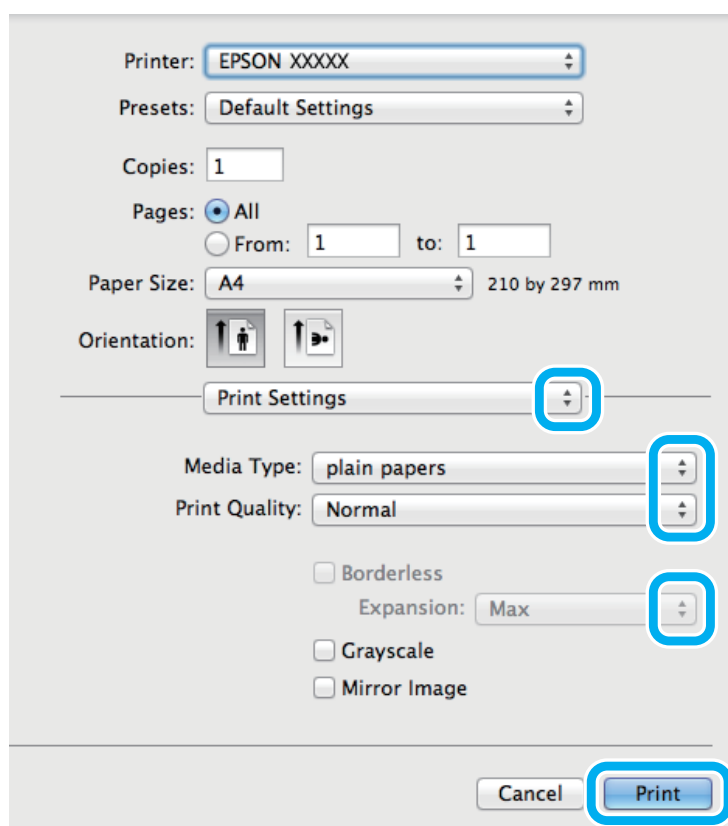 Printer: EPSON XXXXX
Presets: Default Settings
Copies: 1
Pages: All
From: 1 to: 1
Paper Size: A4 210 by 297 mm
Orientation:
Print Settings
Media Type: plain papers
Print Quality: Normal
Borderless
Expansion: Max
Grayscale
Mirror Image
Cancel Print